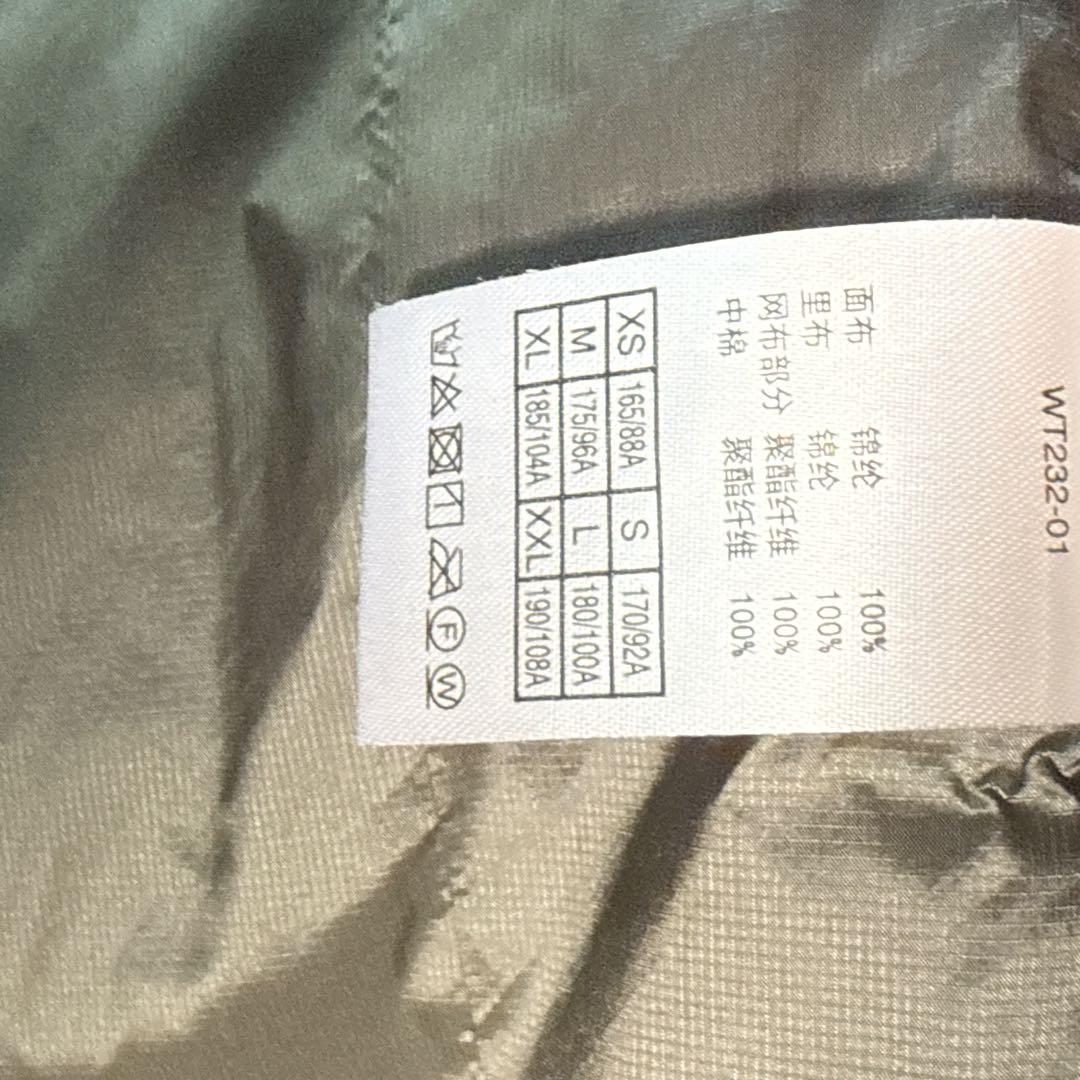 WT232-01
面布 锦纶 100%
里布 锦纶 100%
网布部分 聚酯纤维 100%
中棉 聚酯纤维 100%
XS 165/88A S 170/92A
M 175/96A L 180/100A
XL 185/104A XXL 190/108A
F W